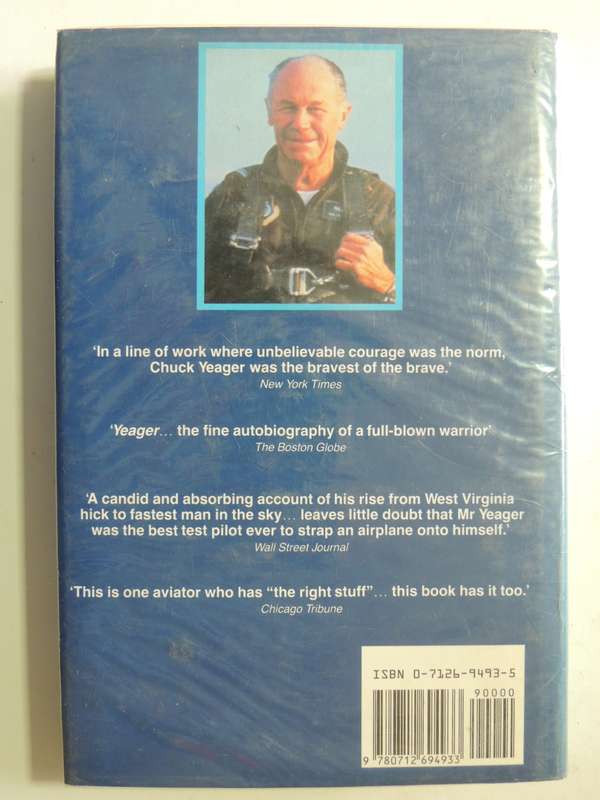 ‘In a line of work where unbelievable courage was the norm,
Chuck Yeager was the bravest of the brave.’
New York Times
‘Yeager... the fine autobiography of a full-blown warrior’
The Boston Globe
‘A candid and absorbing account of his rise from West Virginia
hick to fastest man in the sky... leaves little doubt that Mr Yeager
was the best test pilot ever to strap an airplane onto himself.’
Wall Street Journal
‘This is one aviator who has “the right stuff”... this book has it too.’
Chicago Tribune
ISBN 0-7126-9493-5
90000
9 780712 694933